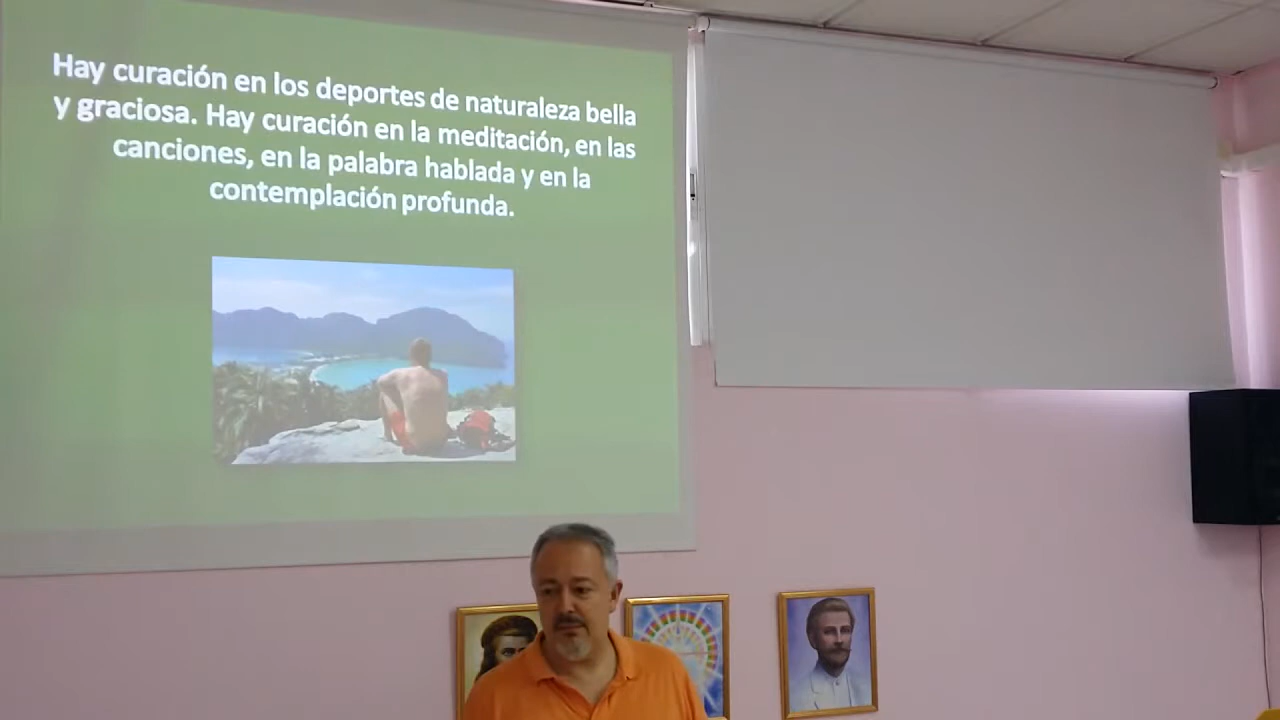 Hay curación en los deportes de naturaleza bella
y graciosa. Hay curación en la meditación, en las
canciones, en la palabra hablada y en la
contemplación profunda.